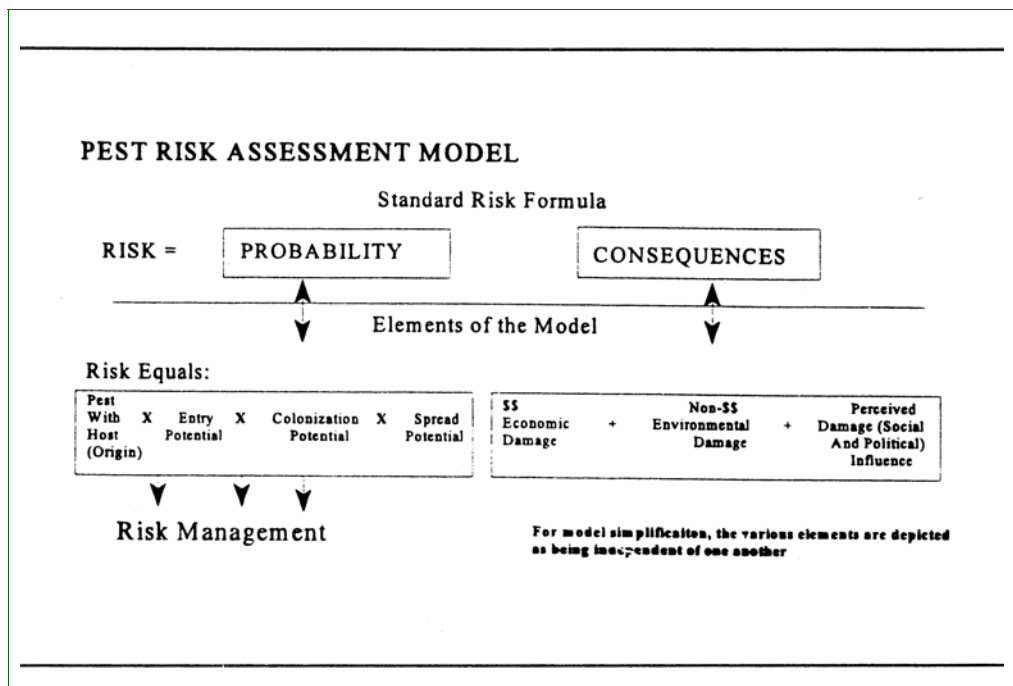 PEST RISK ASSESSMENT MODEL
Standard Risk Formula
RISK = PROBABILITY CONSEQUENCES
Elements of the Model
Risk Equals:
Pest
With X Entry X Colonization X Spread
Host Potential Potential Potential
(Origin)
$$ Non-$$ Perceived
Economic + Environmental + Damage (Social
Damage Damage And Political)
Influence
Risk Management
For model simplificaiton, the various elements are depicted
as being independent of one another